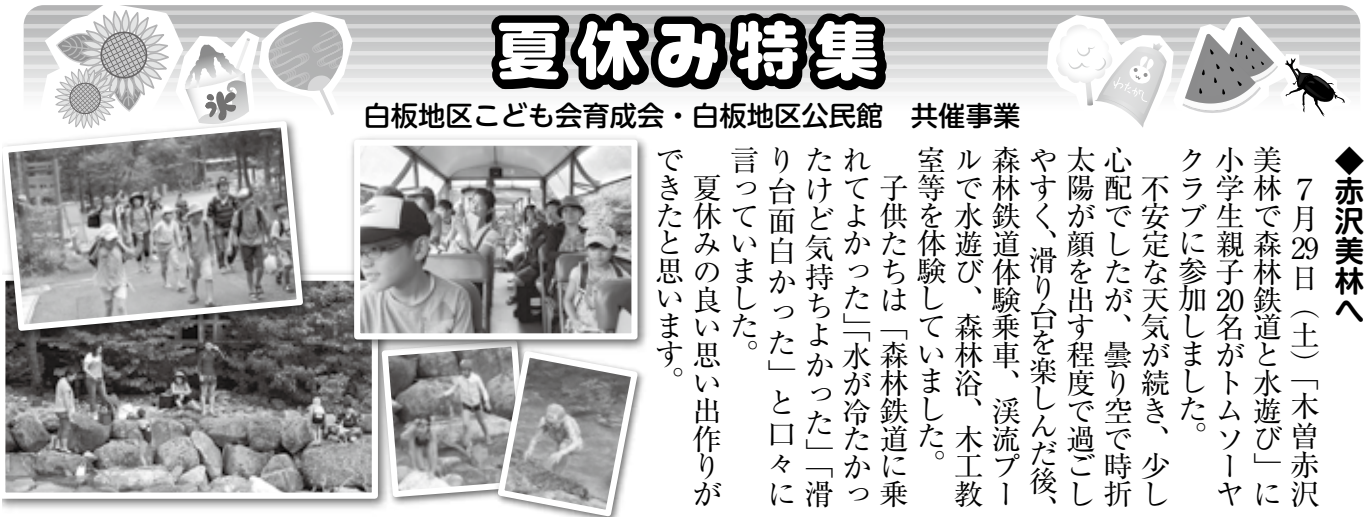 夏休み特集
氷
わたがし
白板地区こども会育成会・白板地区公民館　共催事業
◆赤沢美林へ
　７月29日（土）「木曽赤沢
美林で森林鉄道と水遊び」に
小学生親子20名がトムソーヤ
クラブに参加しました。
　不安定な天気が続き、少し
心配でしたが、曇り空で時折
太陽が顔を出す程度で過ごし
やすく、滑り台を楽しんだ後、
森林鉄道体験乗車、渓流プー
ルで水遊び、森林浴、木工教
室等を体験していました。
　子供たちは「森林鉄道に乗
れてよかった」「水が冷たかっ
たけど気持ちよかった」「滑
り台面白かった」と口々に
言っていました。
　夏休みの良い思い出作りが
できたと思います。